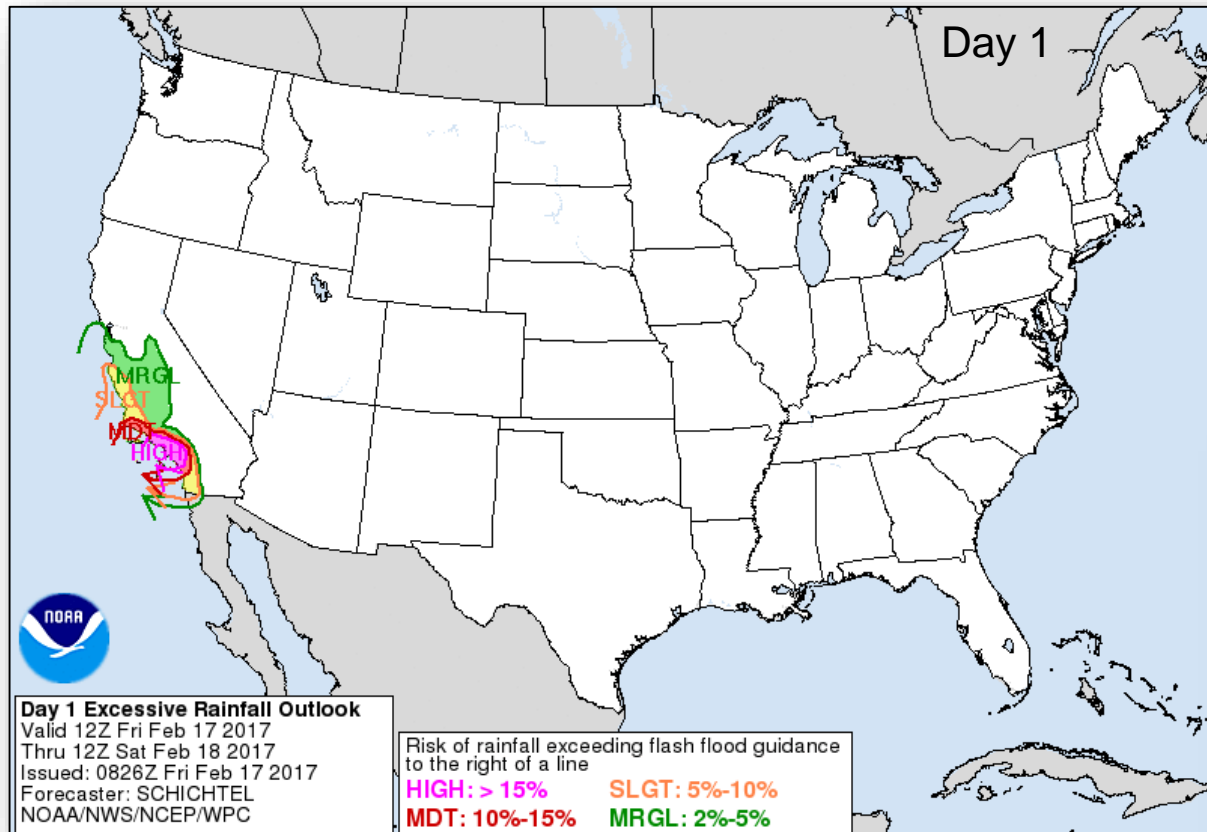 Day 1
MRGL
SLGT
MDT
HIGH
NOAA
Day 1 Excessive Rainfall Outlook
Valid 12Z Fri Feb 17 2017
Thru 12Z Sat Feb 18 2017
Issued: 0826Z Fri Feb 17 2017
Forecaster: SCHICHTEL
NOAA/NWS/NCEP/WPC
Risk of rainfall exceeding flash flood guidance
to the right of a line
HIGH: > 15% SLGT: 5%-10%
MDT: 10%-15% MRGL: 2%-5%